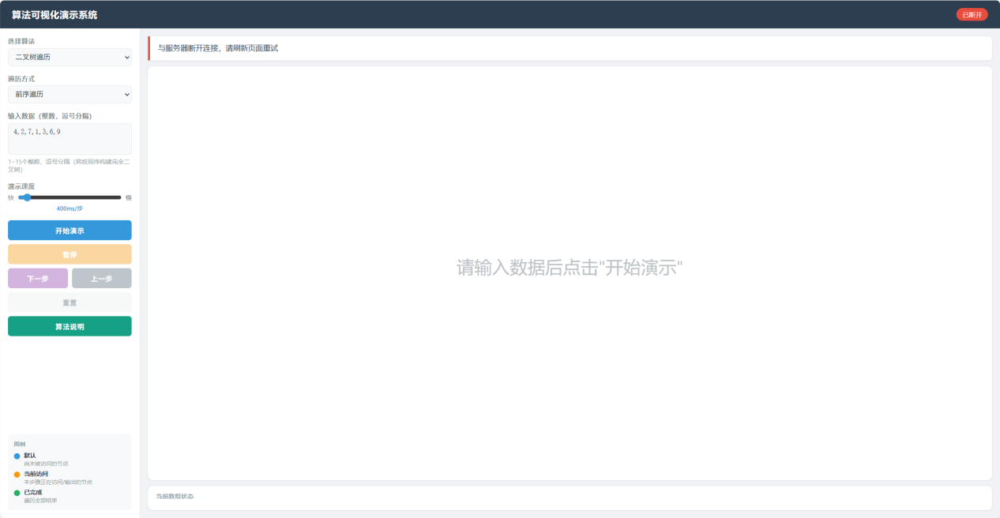 算法可视化演示系统
已断开
选择算法
二叉树遍历
遍历方式
前序遍历
输入数据（整数，逗号分隔）
4,2,7,1,3,6,9
1-15个整数，逗号分隔（将按层序构建完全二
叉树）
演示速度
快
慢
400ms/步
开始演示
暂停
下一步
上一步
重置
算法说明
图例
默认
尚未被访问的节点
当前访问
本步骤正在访问/输出的节点
已完成
遍历全部结束
与服务器断开连接，请刷新页面重试
请输入数据后点击"开始演示"
当前数组状态